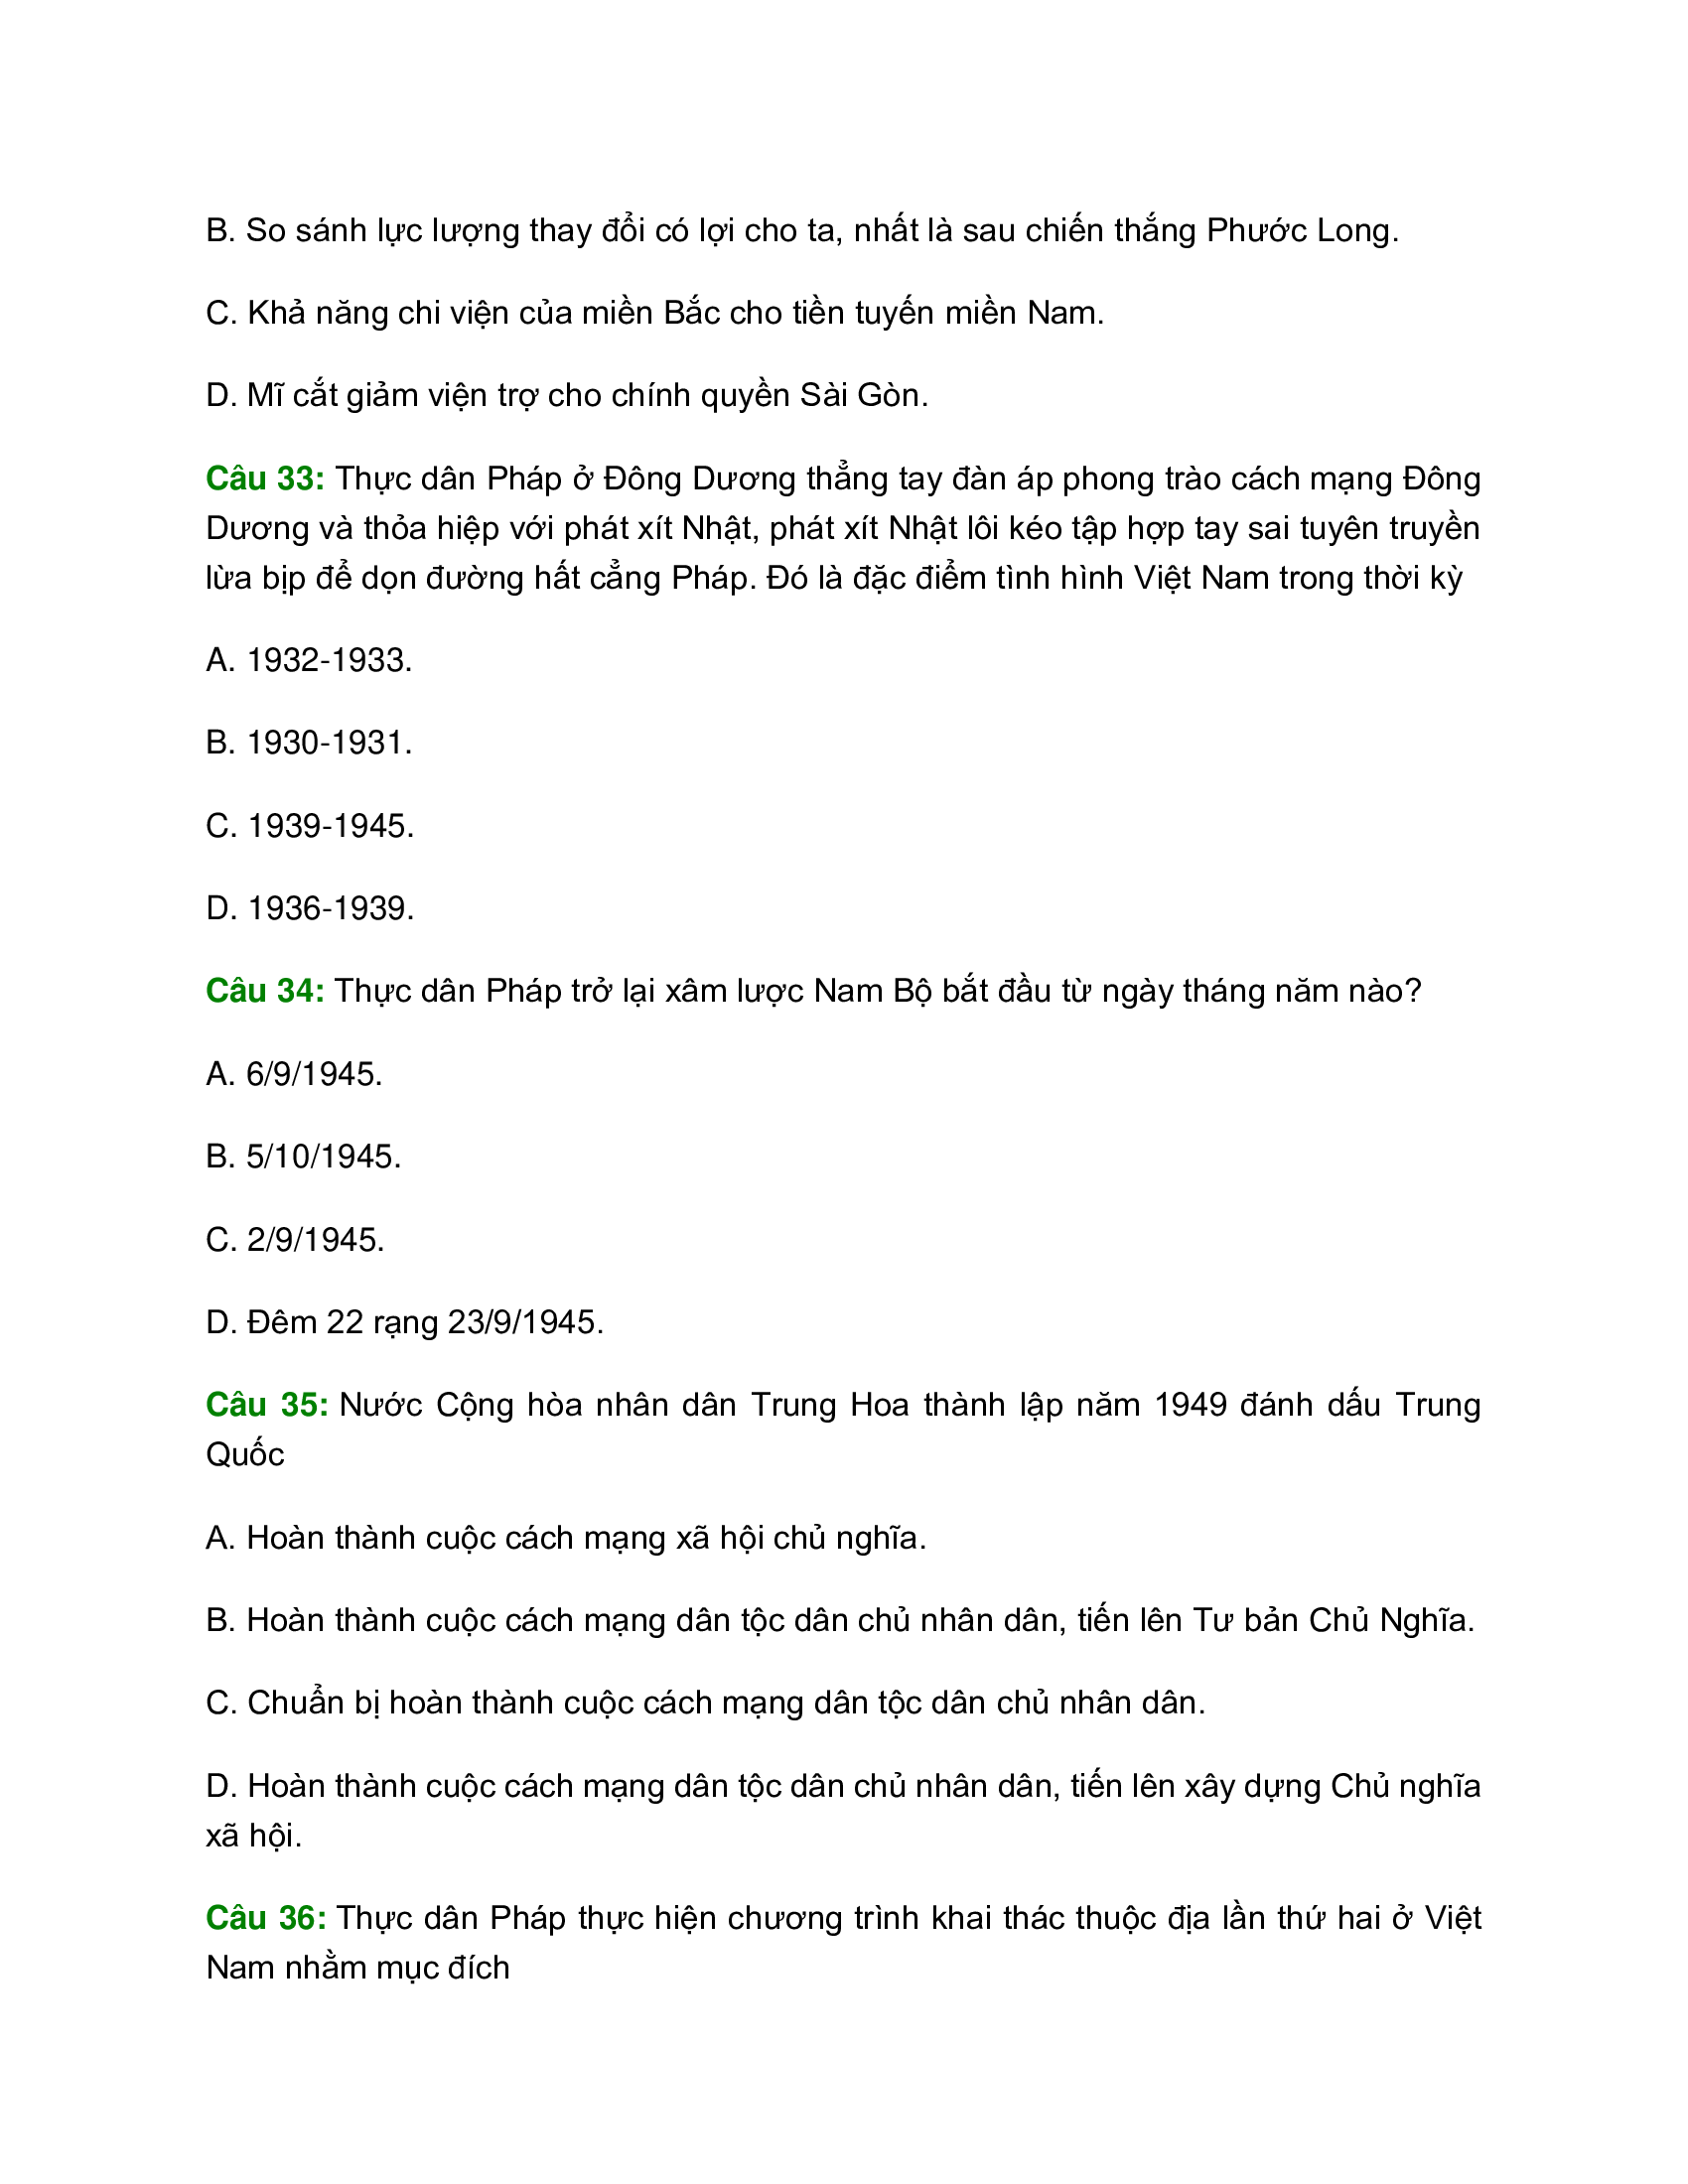 B. So sánh lực lượng thay đổi có lợi cho ta, nhất là sau chiến thắng Phước Long.
C. Khả năng chi viện của miền Bắc cho tiền tuyến miền Nam.
D. Mĩ cắt giảm viện trợ cho chính quyền Sài Gòn.
Câu 33: Thực dân Pháp ở Đông Dương thẳng tay đàn áp phong trào cách mạng Đông
Dương và thỏa hiệp với phát xít Nhật, phát xít Nhật lôi kéo tập hợp tay sai tuyên truyền
lừa bịp để dọn đường hất cẳng Pháp. Đó là đặc điểm tình hình Việt Nam trong thời kỳ
A. 1932-1933.
B. 1930-1931.
C. 1939-1945.
D. 1936-1939.
Câu 34: Thực dân Pháp trở lại xâm lược Nam Bộ bắt đầu từ ngày tháng năm nào?
A. 6/9/1945.
B. 5/10/1945.
C. 2/9/1945.
D. Đêm 22 rạng 23/9/1945.
Câu 35: Nước Cộng hòa nhân dân Trung Hoa thành lập năm 1949 đánh dấu Trung
Quốc
A. Hoàn thành cuộc cách mạng xã hội chủ nghĩa.
B. Hoàn thành cuộc cách mạng dân tộc dân chủ nhân dân, tiến lên Tư bản Chủ Nghĩa.
C. Chuẩn bị hoàn thành cuộc cách mạng dân tộc dân chủ nhân dân.
D. Hoàn thành cuộc cách mạng dân tộc dân chủ nhân dân, tiến lên xây dựng Chủ nghĩa
xã hội.
Câu 36: Thực dân Pháp thực hiện chương trình khai thác thuộc địa lần thứ hai ở Việt
Nam nhằm mục đích